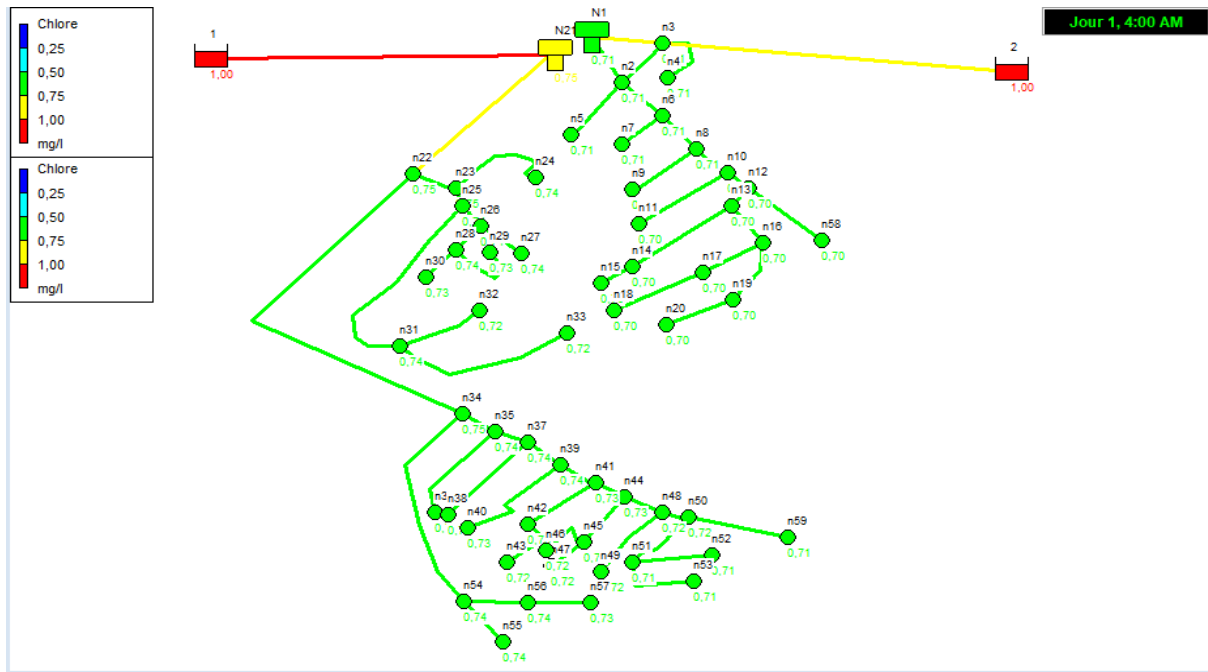 Chlore
0,25
0,50
0,75
1,00
mg/l
Chlore
0,25
0,50
0,75
1,00
mg/l
Jour 1, 4:00 AM
1
1,00
N21
0,75
N1
0,71
n3
n4
0,71
2
1,00
n2
0,71
n5
0,71
n6
0,71
n7
0,71
n8
0,71
n9
n10
n12
0,70
n13
0,70
n11
0,70
n58
0,70
n14
0,70
n15
n16
0,70
n17
0,70
n18
0,70
n19
0,70
n20
0,70
n22
0,75
n23
n24
0,74
n25
n26
n27
0,74
n28
0,74
n29
0,73
n30
0,73
n31
0,74
n32
0,72
n33
0,72
n34
0,75
n35
0,74
n37
0,74
n39
0,74
n41
0,73
n44
0,73
n48
0,72
n50
0,72
n59
0,71
n38
n40
0,73
n42
n43
0,72
n46
0,72
n47
0,72
n45
n49
n51
0,71
n52
0,71
n53
0,71
n54
0,74
n55
0,74
n56
0,74
n57
0,73